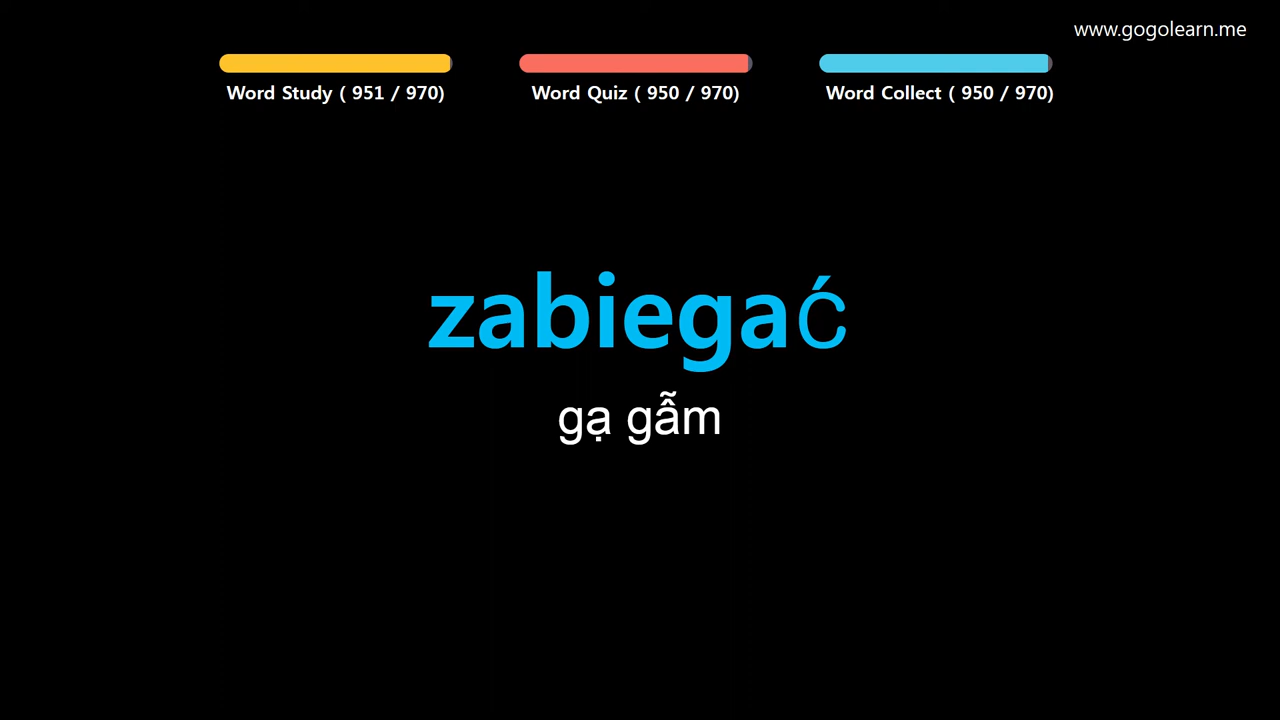 www.gogolearn.me
Word Study ( 951 / 970)
Word Quiz ( 950 / 970)
Word Collect ( 950 / 970)
zabiegać
gạ gẫm